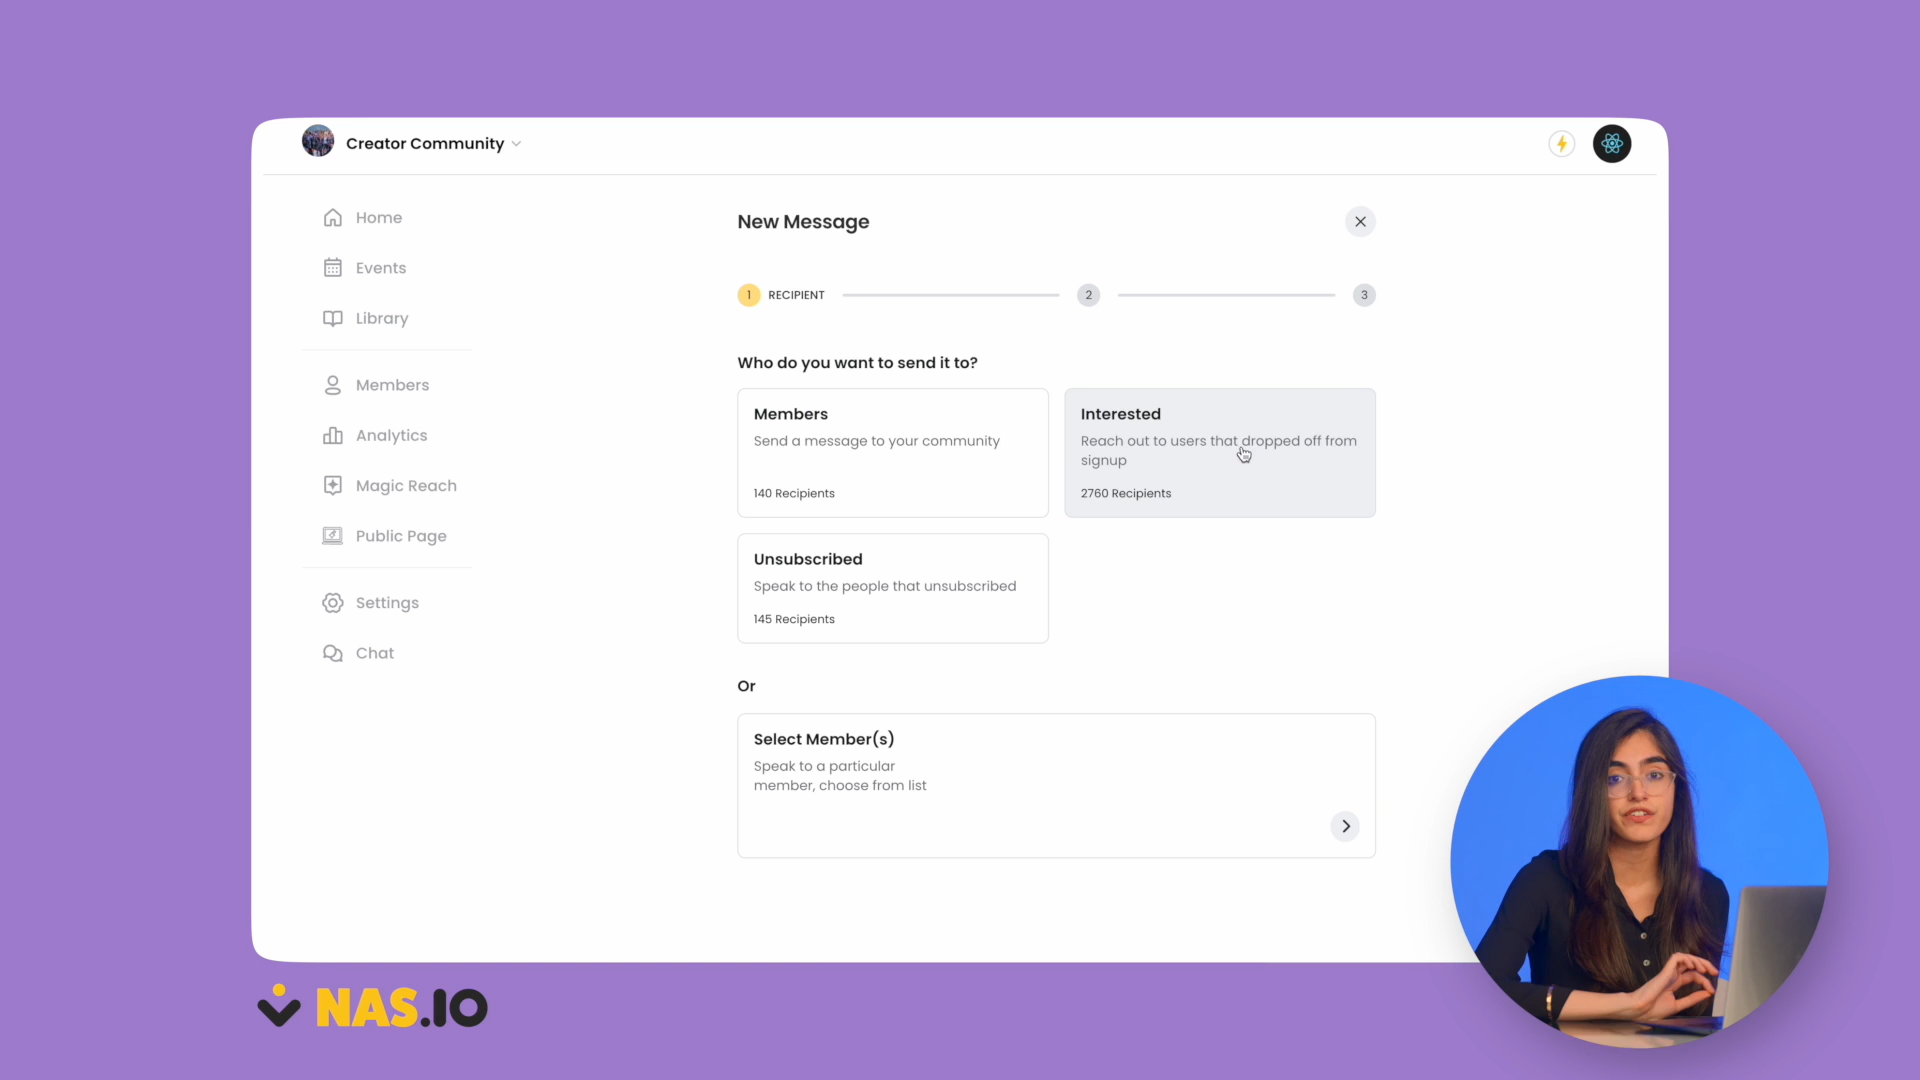 Creator Community
Home
Events
Library
Members
Analytics
Magic Reach
Public Page
Settings
Chat
New Message
1 RECIPIENT 2 3
Who do you want to send it to?
Members
Send a message to your community
140 Recipients
Interested
Reach out to users that dropped off from
signup
2760 Recipients
Unsubscribed
Speak to the people that unsubscribed
145 Recipients
Or
Select Member(s)
Speak to a particular
member, choose from list
NAS.IO